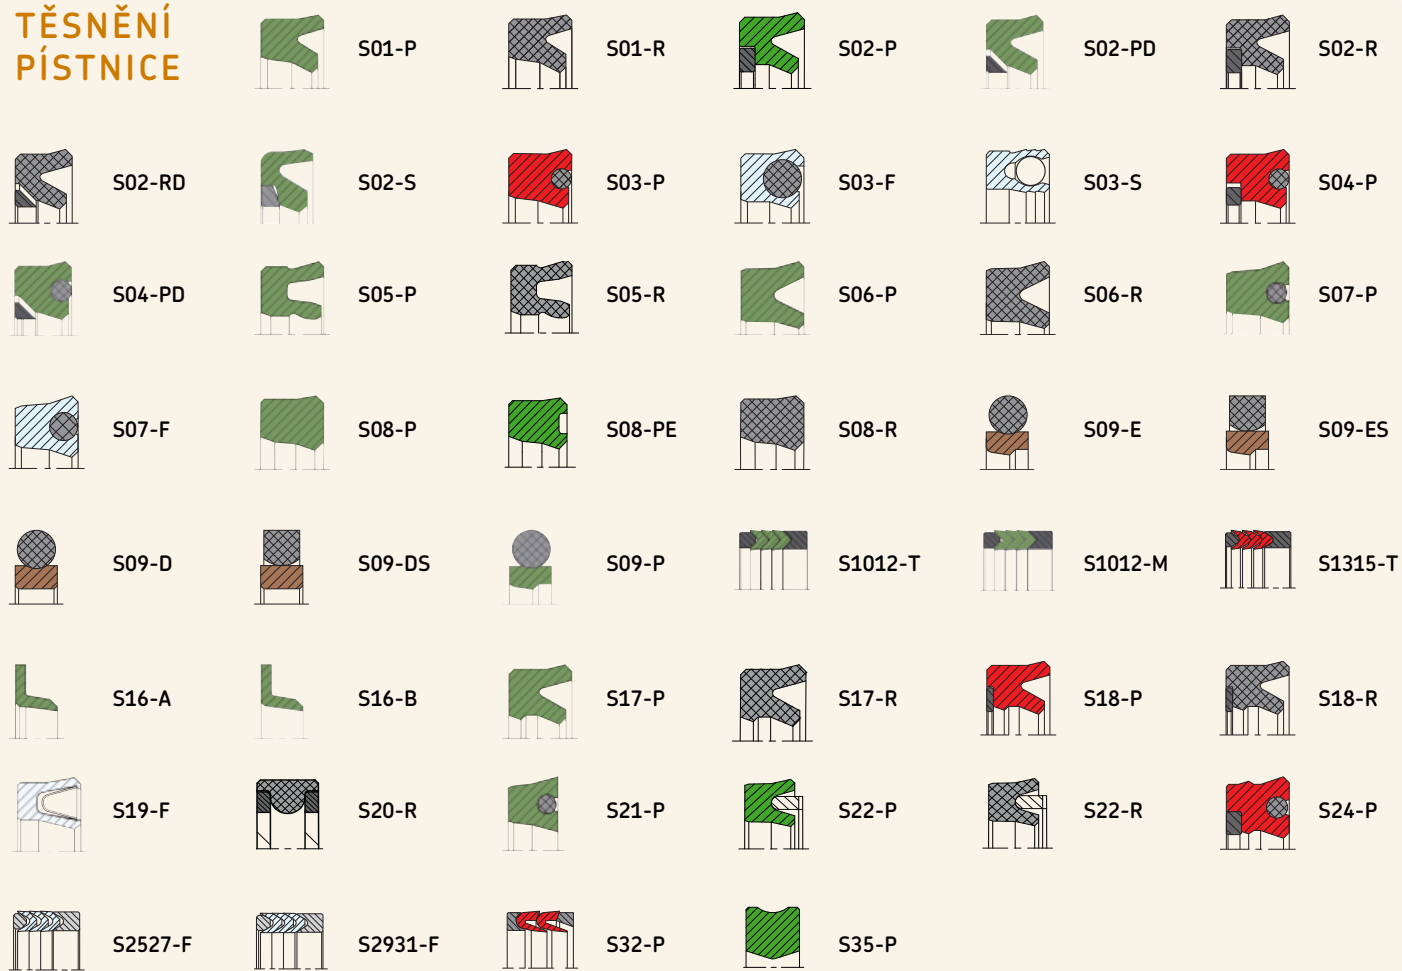 TĚSNĚNÍ
PÍSTNICE
S01-P
S01-R
S02-P
S02-PD
S02-R
S02-RD
S02-S
S03-P
S03-F
S03-S
S04-P
S04-PD
S05-P
S05-R
S06-P
S06-R
S07-P
S07-F
S08-P
S08-PE
S08-R
S09-E
S09-ES
S09-D
S09-DS
S09-P
S1012-T
S1012-M
S1315-T
S16-A
S16-B
S17-P
S17-R
S18-P
S18-R
S19-F
S20-R
S21-P
S22-P
S22-R
S24-P
S2527-F
S2931-F
S32-P
S35-P